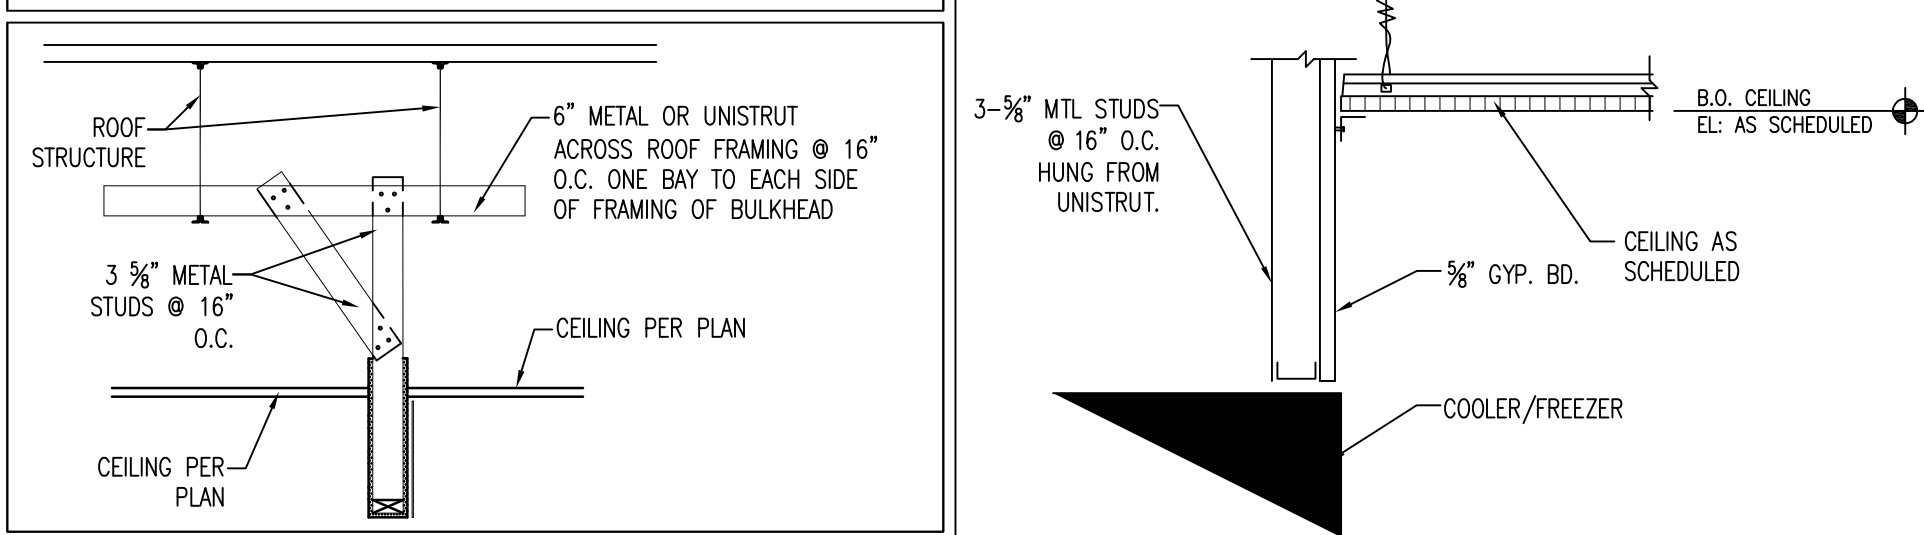 ROOF
STRUCTURE
6" METAL OR UNISTRUT
ACROSS ROOF FRAMING @ 16"
O.C. ONE BAY TO EACH SIDE
OF FRAMING OF BULKHEAD
3 ⅝" METAL
STUDS @ 16"
O.C.
CEILING PER PLAN
CEILING PER
PLAN
3-⅝" MTL STUDS
@ 16" O.C.
HUNG FROM
UNISTRUT.
B.O. CEILING
EL: AS SCHEDULED
CEILING AS
SCHEDULED
⅝" GYP. BD.
COOLER/FREEZER